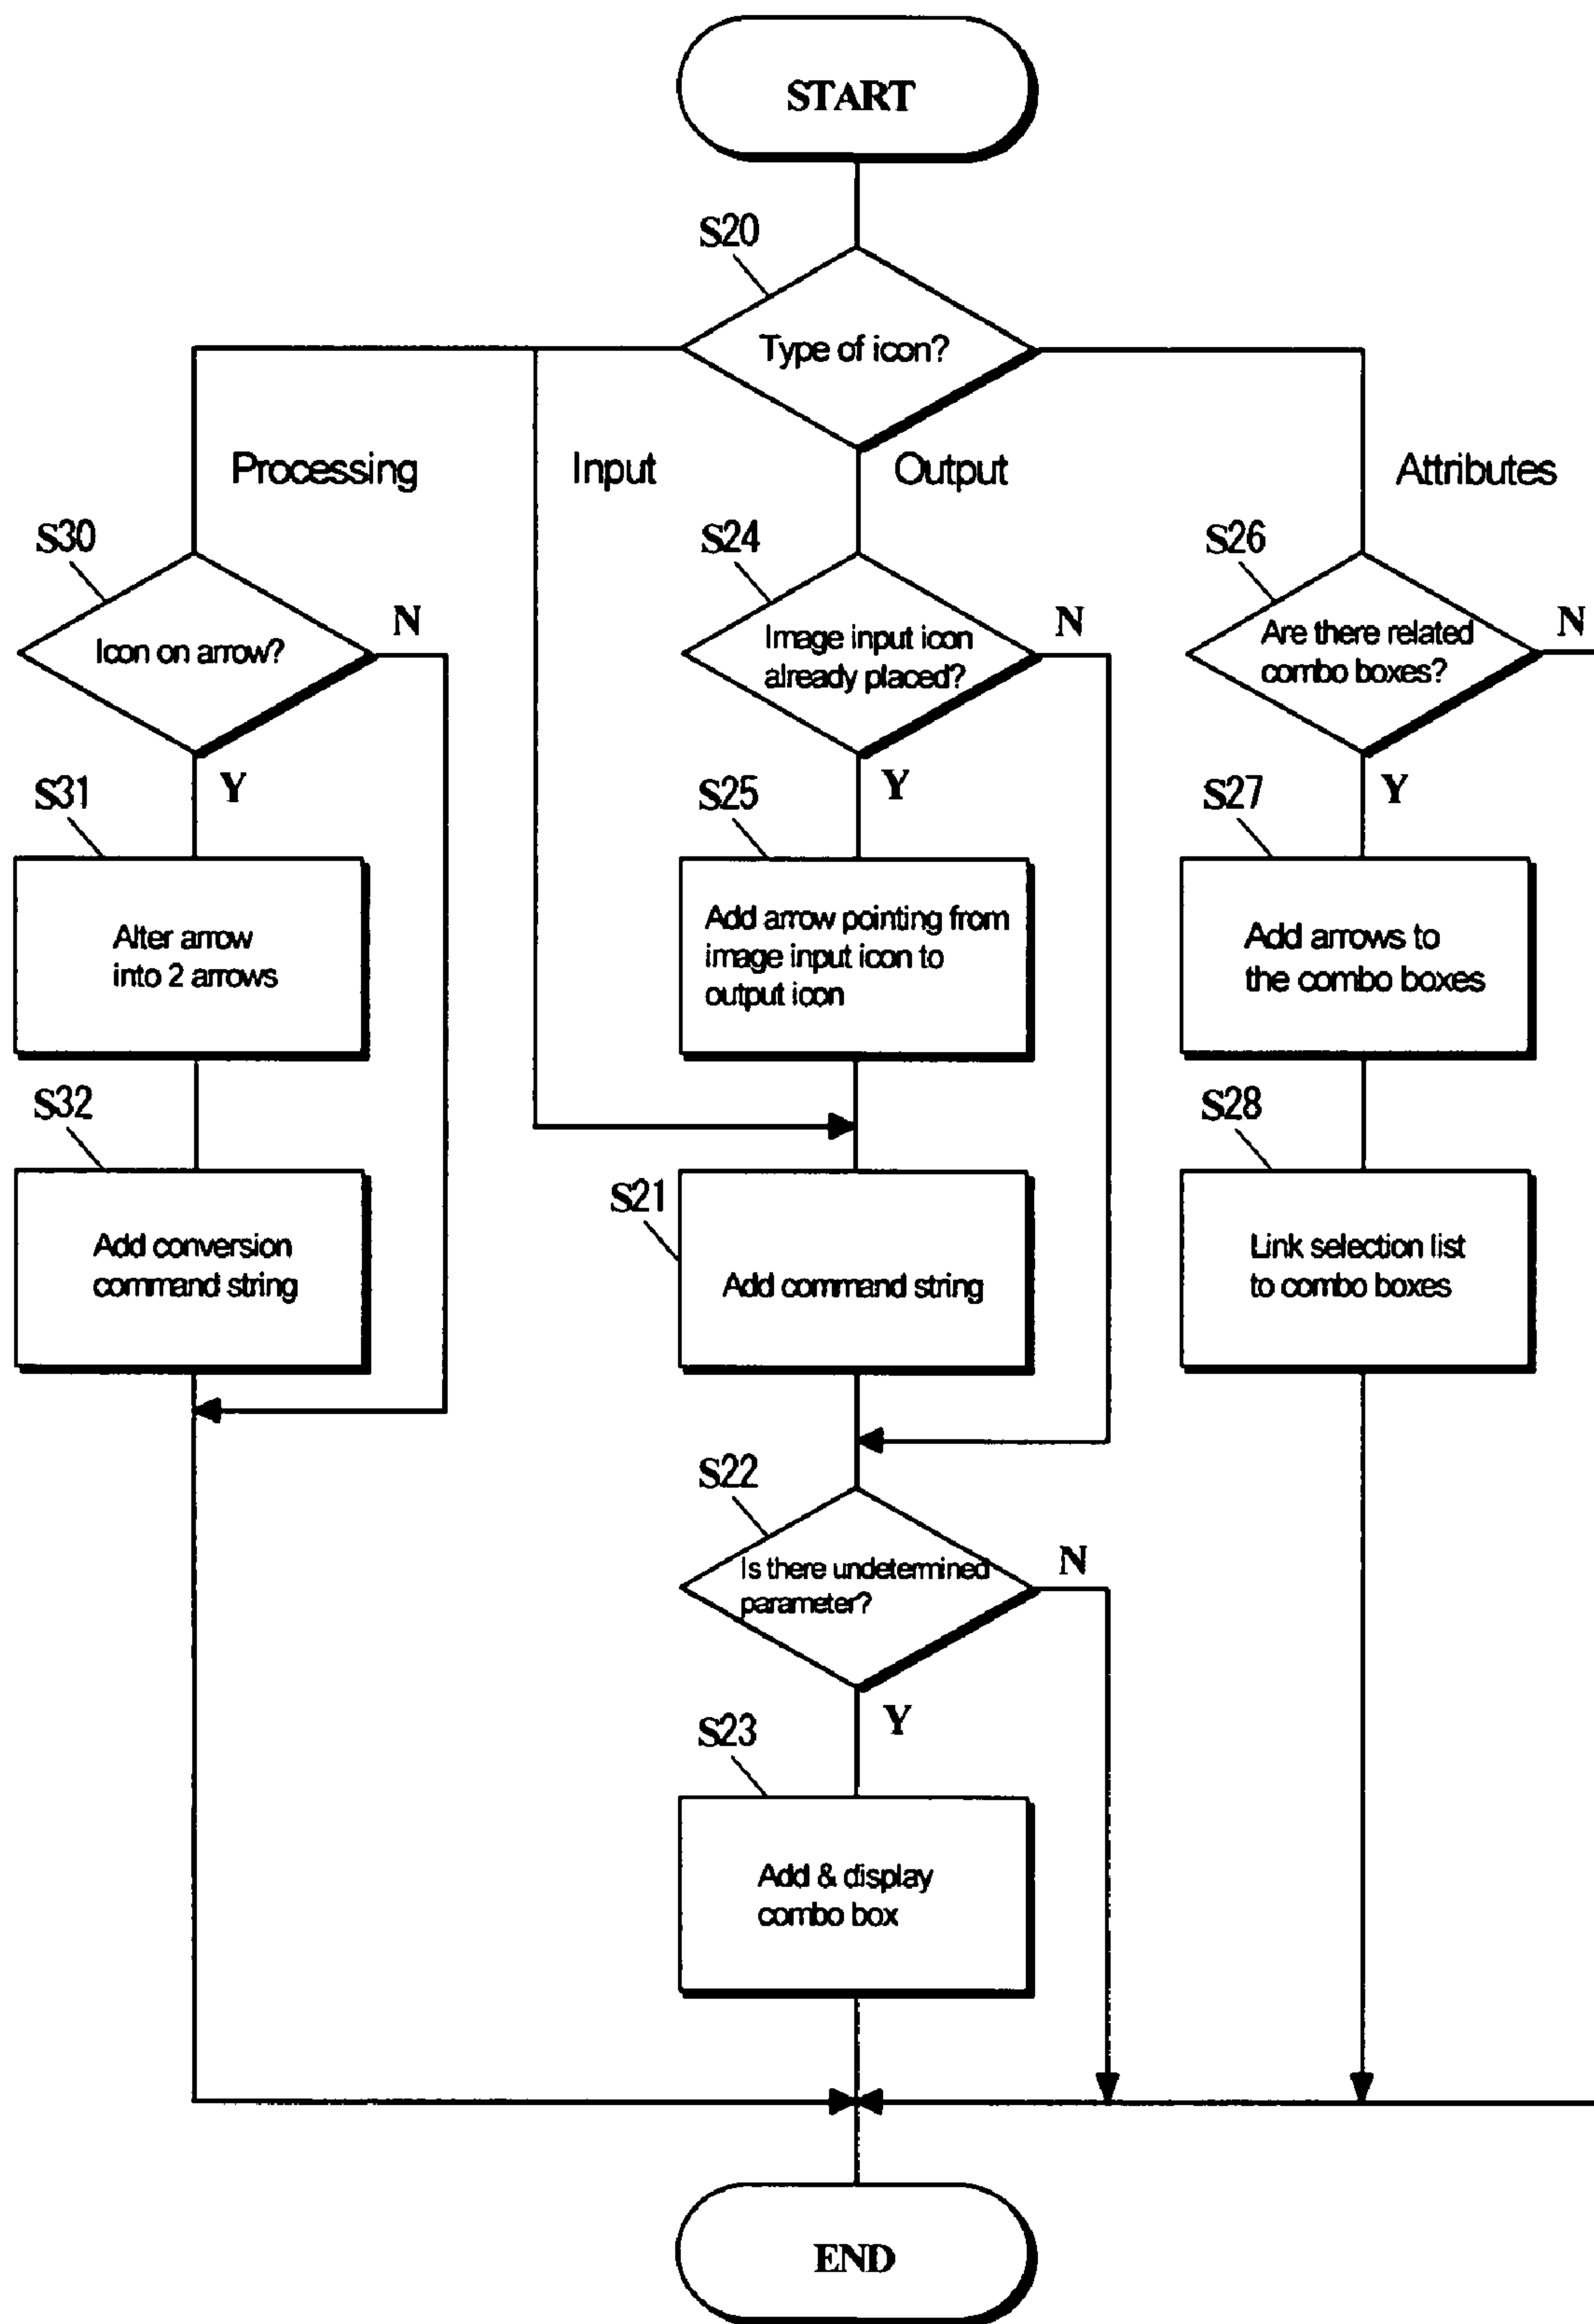 START
S20
Type of icon?
Processing
Input
Output
Attributes
S30
S24
S26
Icon on arrow?
N
Image input icon
already placed?
N
Are there related
combo boxes?
N
Y
Y
Y
S31
S25
S27
Alter arrow
into 2 arrows
Add arrow pointing from
image input icon to
output icon
Add arrows to
the combo boxes
S32
S21
S28
Add conversion
command string
Add command string
Link selection list
to combo boxes
S22
Is there undetermined
parameter?
N
Y
S23
Add & display
combo box
END